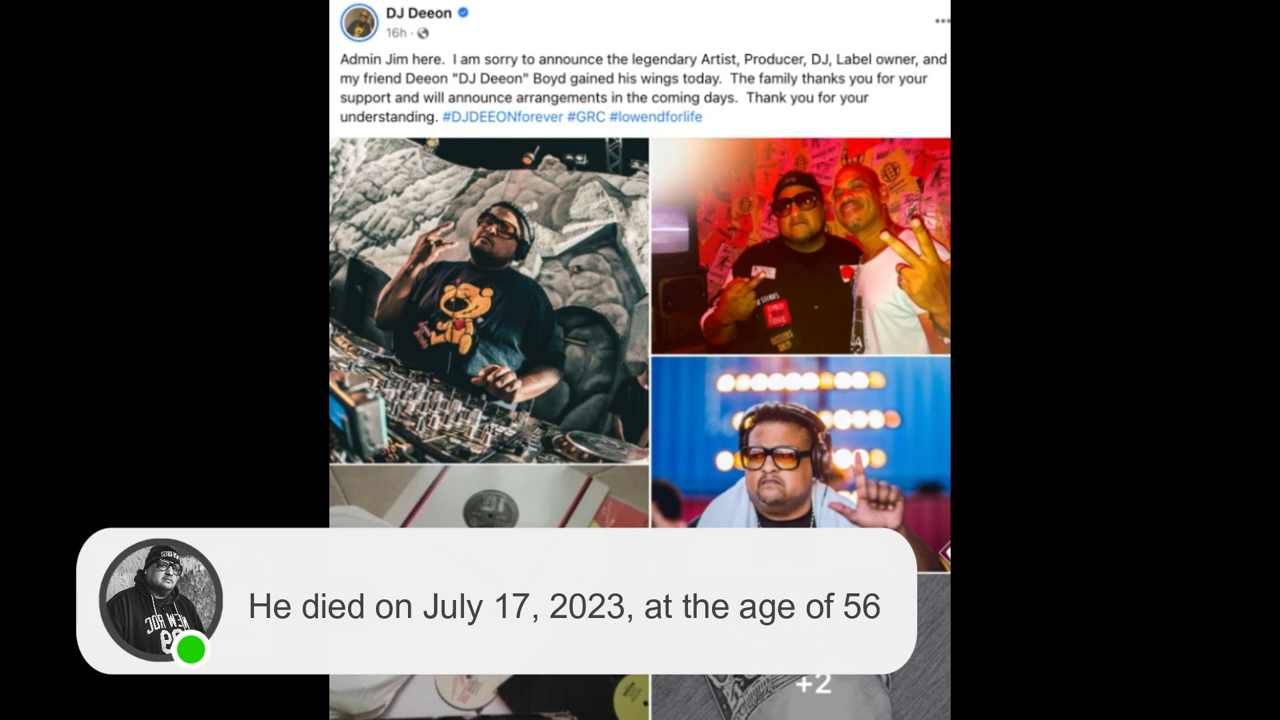 DJ Deeon
16h ·
Admin Jim here. I am sorry to announce the legendary Artist, Producer, DJ, Label owner, and
my friend Deeon "DJ Deeon" Boyd gained his wings today. The family thanks you for your
support and will announce arrangements in the coming days. Thank you for your
understanding. #DJDEEONforever #GRC #lowendforlife
He died on July 17, 2023, at the age of 56
+2